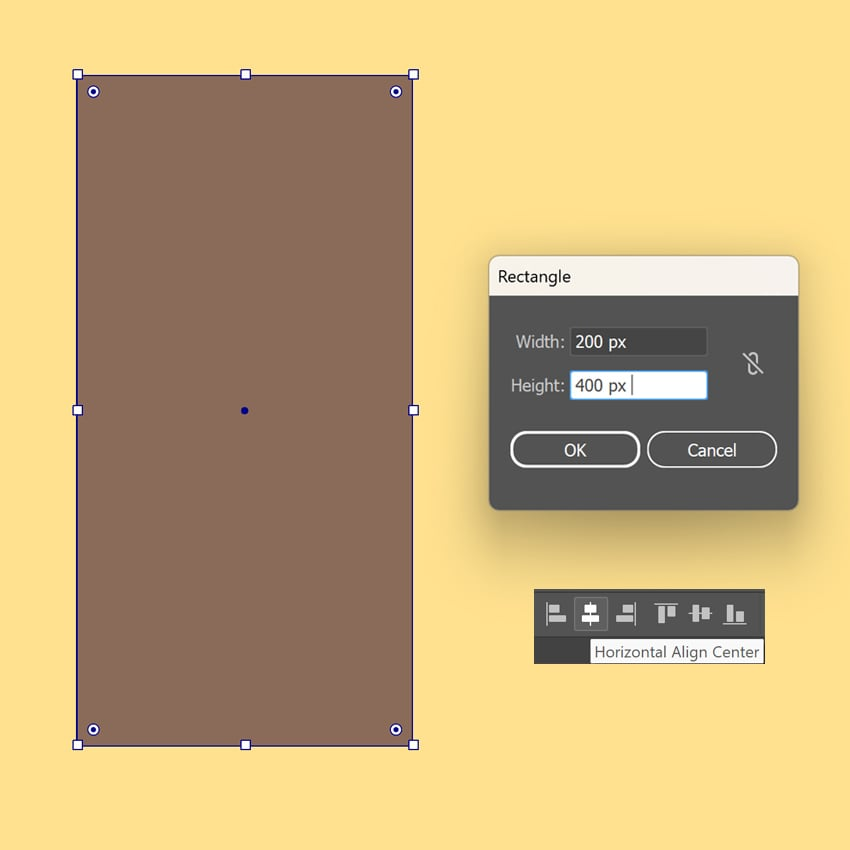 Rectangle
Width: 200 px
Height: 400 px
OK Cancel
Horizontal Align Center